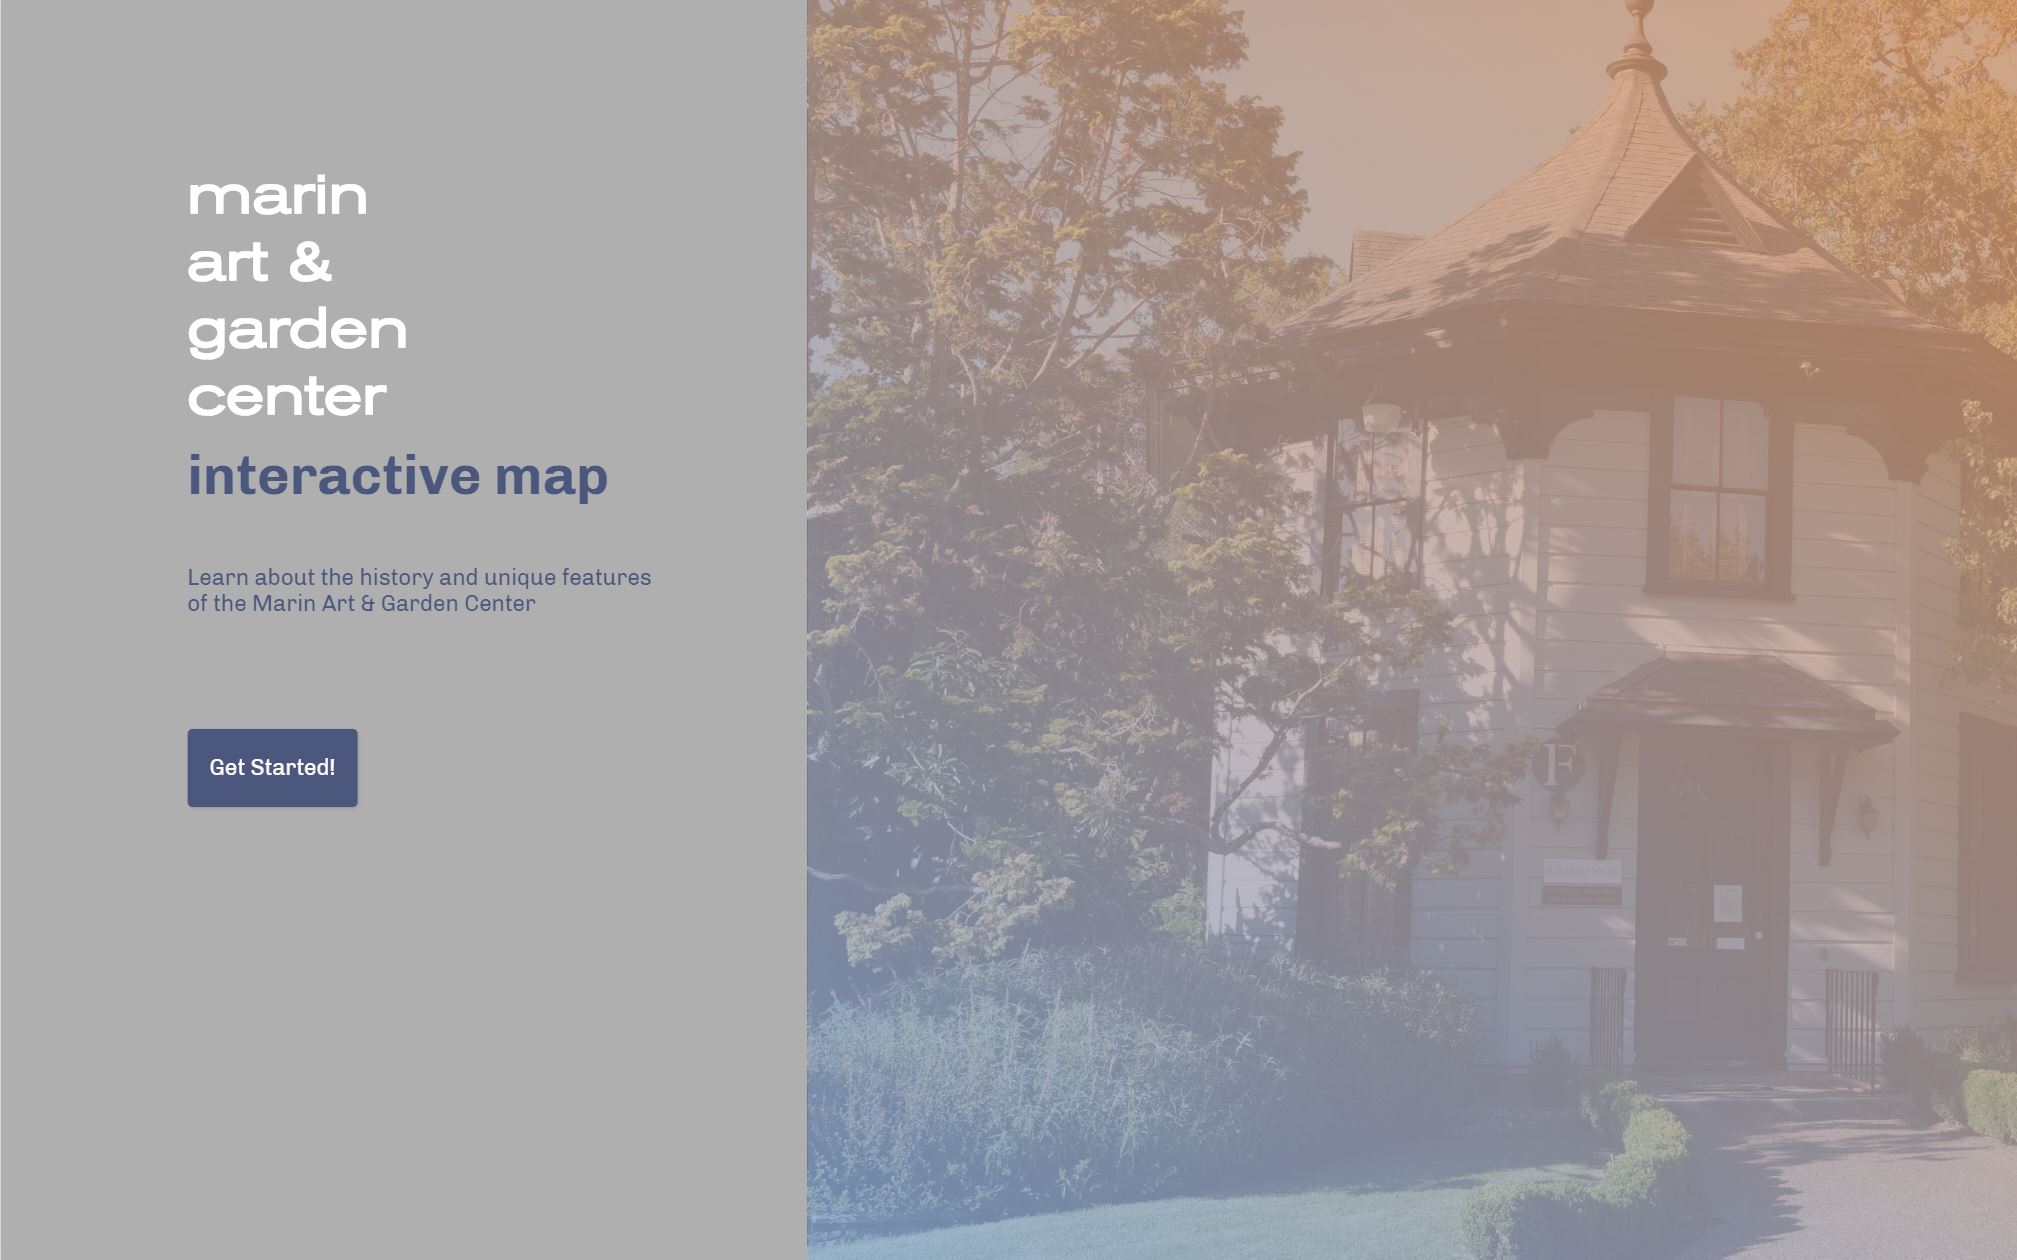 marin
art &
garden
center
interactive map
Learn about the history and unique features
of the Marin Art & Garden Center
Get Started!
F